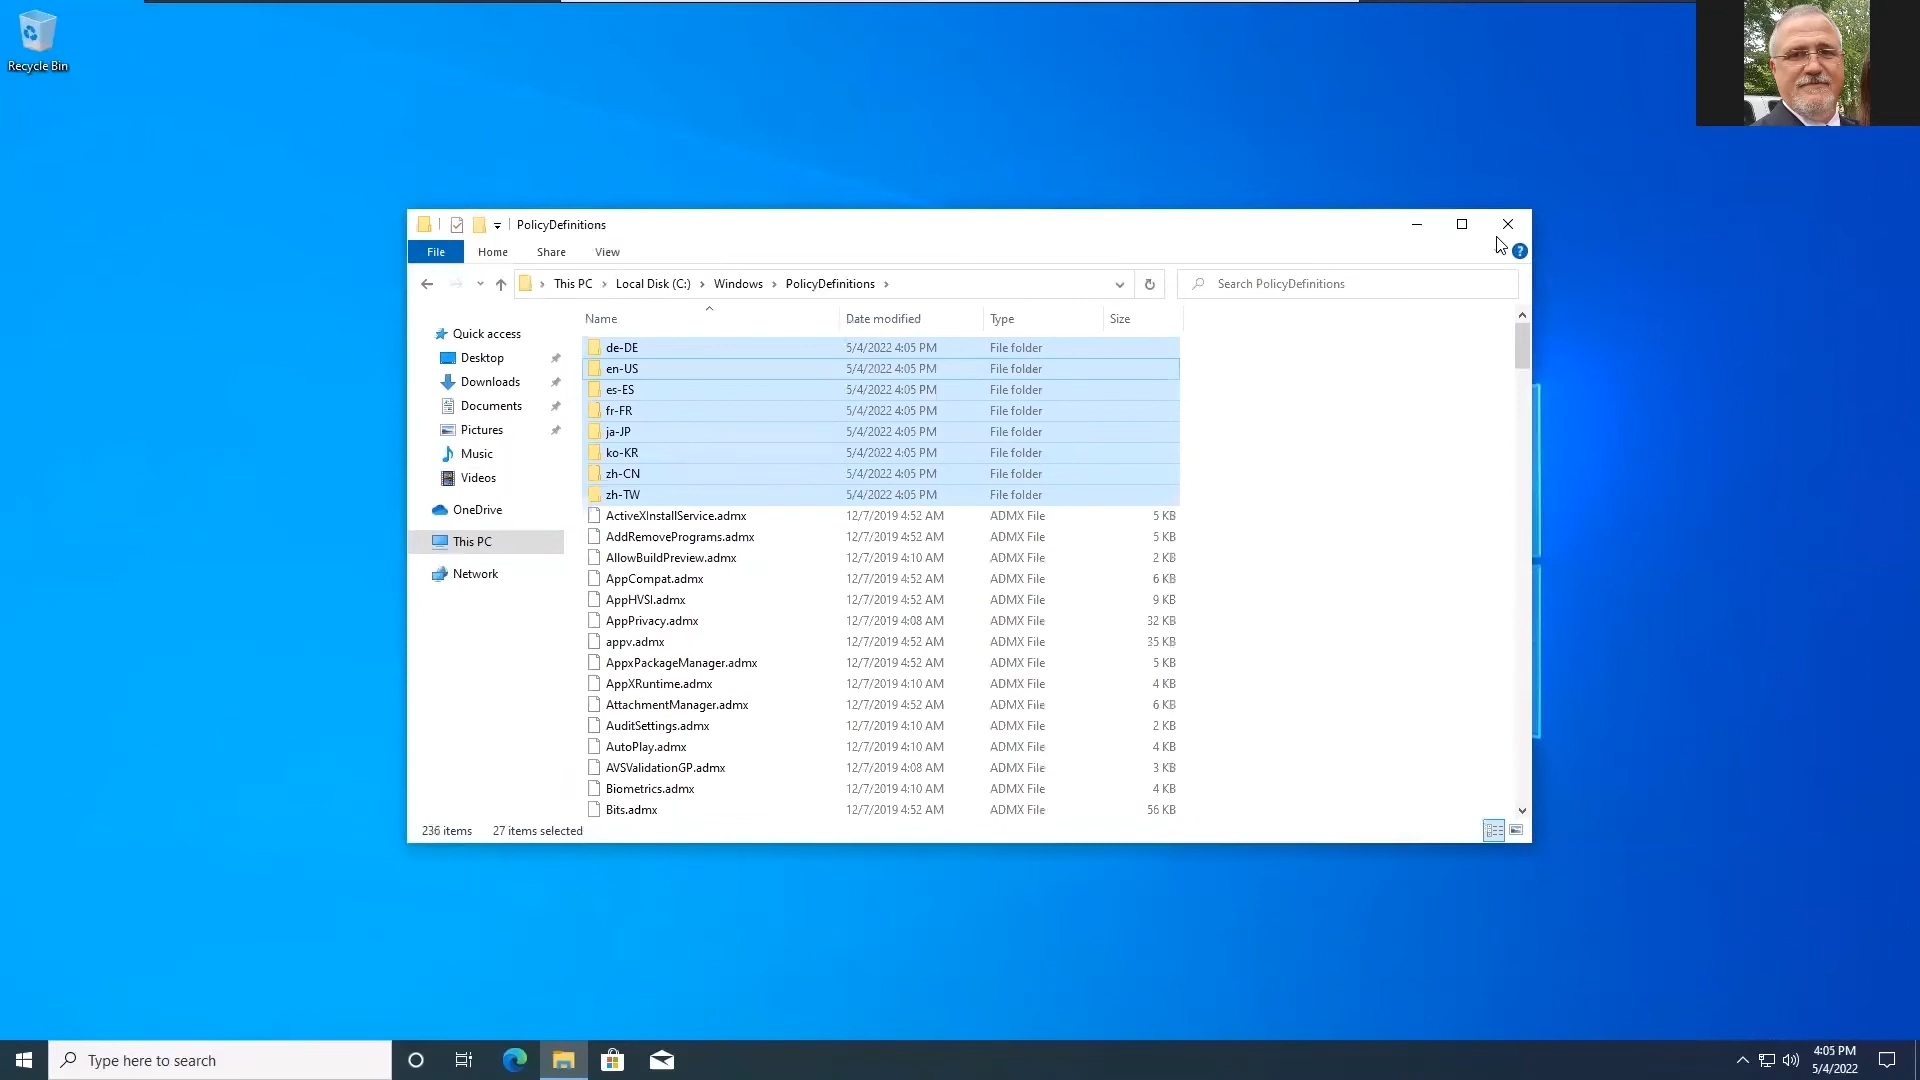 Recycle Bin
PolicyDefinitions
File Home Share View
This PC Local Disk (C:) Windows PolicyDefinitions
Search PolicyDefinitions
Name Date modified Type Size
Quick access
Desktop
Downloads
Documents
Pictures
Music
Videos
OneDrive
This PC
Network
de-DE 5/4/2022 4:05 PM File folder
en-US 5/4/2022 4:05 PM File folder
es-ES 5/4/2022 4:05 PM File folder
fr-FR 5/4/2022 4:05 PM File folder
ja-JP 5/4/2022 4:05 PM File folder
ko-KR 5/4/2022 4:05 PM File folder
zh-CN 5/4/2022 4:05 PM File folder
zh-TW 5/4/2022 4:05 PM File folder
ActiveXInstallService.admx 12/7/2019 4:52 AM ADMX File 5 KB
AddRemovePrograms.admx 12/7/2019 4:52 AM ADMX File 5 KB
AllowBuildPreview.admx 12/7/2019 4:10 AM ADMX File 2 KB
AppCompat.admx 12/7/2019 4:52 AM ADMX File 6 KB
AppHVSI.admx 12/7/2019 4:52 AM ADMX File 9 KB
AppPrivacy.admx 12/7/2019 4:08 AM ADMX File 32 KB
appv.admx 12/7/2019 4:52 AM ADMX File 35 KB
AppxPackageManager.admx 12/7/2019 4:52 AM ADMX File 5 KB
AppXRuntime.admx 12/7/2019 4:10 AM ADMX File 4 KB
AttachmentManager.admx 12/7/2019 4:52 AM ADMX File 6 KB
AuditSettings.admx 12/7/2019 4:10 AM ADMX File 2 KB
AutoPlay.admx 12/7/2019 4:10 AM ADMX File 4 KB
AVSValidationGP.admx 12/7/2019 4:08 AM ADMX File 3 KB
Biometrics.admx 12/7/2019 4:10 AM ADMX File 4 KB
Bits.admx 12/7/2019 4:52 AM ADMX File 56 KB
236 items 27 items selected
Type here to search
4:05 PM
5/4/2022